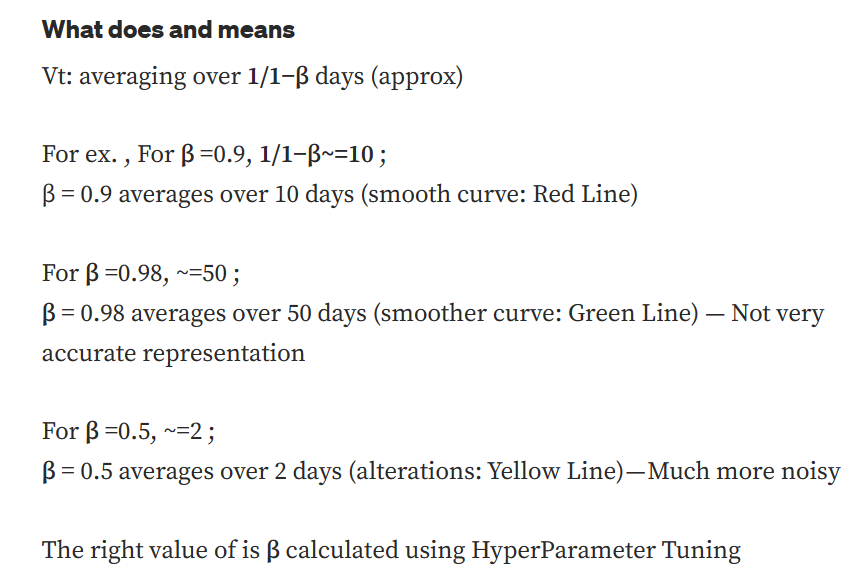 What does and means
Vt: averaging over 1/1−β days (approx)
For ex. , For β =0.9, 1/1−β~=10 ;
β = 0.9 averages over 10 days (smooth curve: Red Line)
For β =0.98, ~=50 ;
β = 0.98 averages over 50 days (smoother curve: Green Line) — Not very
accurate representation
For β =0.5, ~=2 ;
β = 0.5 averages over 2 days (alterations: Yellow Line)—Much more noisy
The right value of is β calculated using HyperParameter Tuning